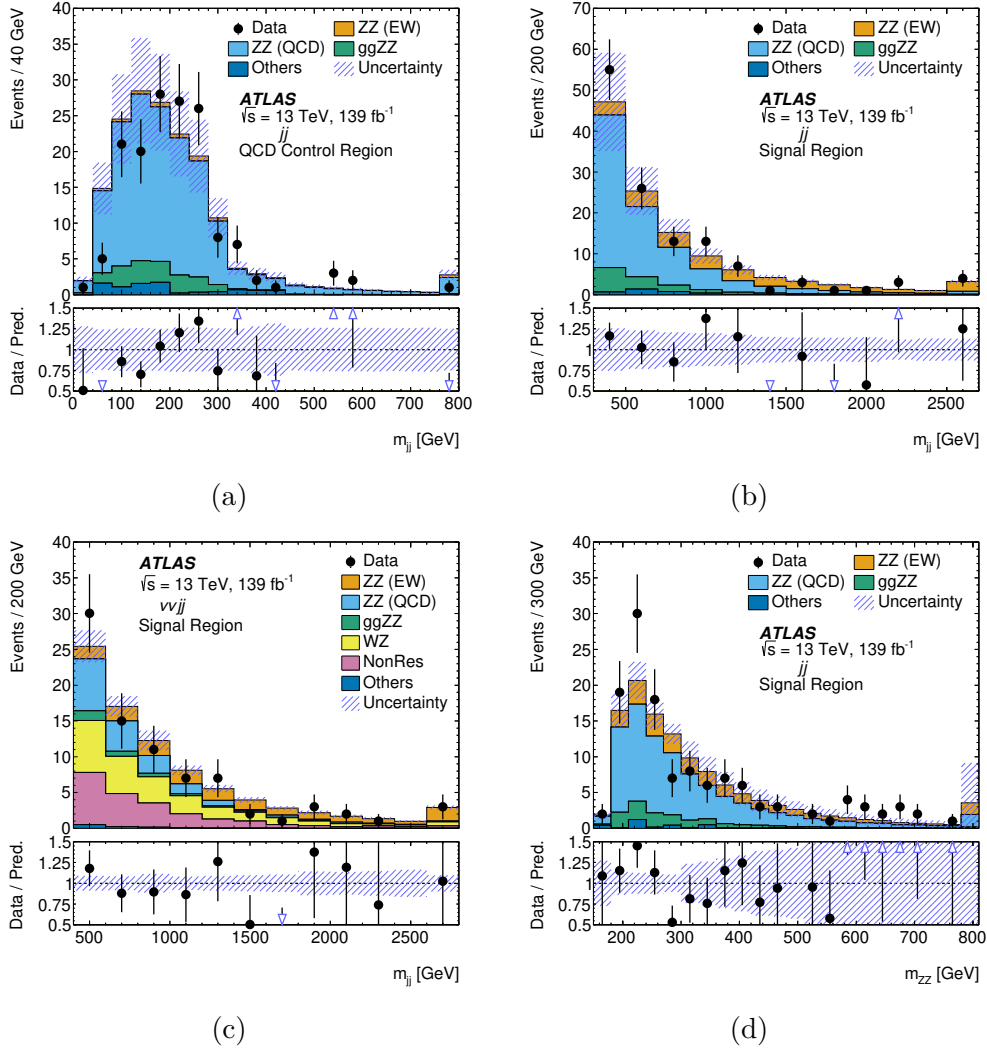 Events / 40 GeV
40
35
30
25
20
15
10
5
0
Data
ZZ (EW)
ZZ (QCD)
ggZZ
Others
Uncertainty
ATLAS
√s = 13 TeV, 139 fb⁻¹
jj
QCD Control Region
Data / Pred.
1.5
1.25
1
0.75
0.5
0 100 200 300 400 500 600 700 800
m_jj [GeV]
(a)
Events / 200 GeV
70
60
50
40
30
20
10
0
Data
ZZ (EW)
ZZ (QCD)
ggZZ
Others
Uncertainty
ATLAS
√s = 13 TeV, 139 fb⁻¹
jj
Signal Region
Data / Pred.
1.5
1.25
1
0.75
0.5
500 1000 1500 2000 2500
m_jj [GeV]
(b)
Events / 200 GeV
40
35
30
25
20
15
10
5
0
ATLAS
√s = 13 TeV, 139 fb⁻¹
ννjj
Signal Region
Data
ZZ (EW)
ZZ (QCD)
ggZZ
WZ
NonRes
Others
Uncertainty
Data / Pred.
1.5
1.25
1
0.75
0.5
500 1000 1500 2000 2500
m_jj [GeV]
(c)
Events / 300 GeV
40
35
30
25
20
15
10
5
0
Data
ZZ (EW)
ZZ (QCD)
ggZZ
Others
Uncertainty
ATLAS
√s = 13 TeV, 139 fb⁻¹
jj
Signal Region
Data / Pred.
1.5
1.25
1
0.75
0.5
200 300 400 500 600 700 800
m_ZZ [GeV]
(d)